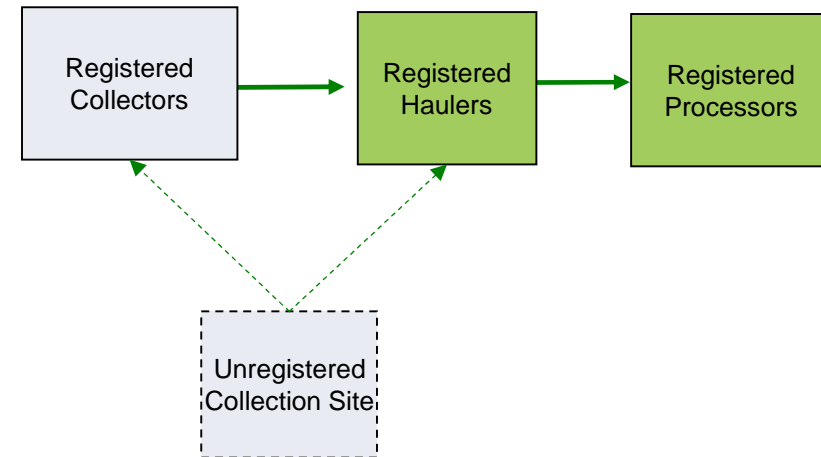 Registered
Collectors
Registered
Haulers
Registered
Processors
Unregistered
Collection Site